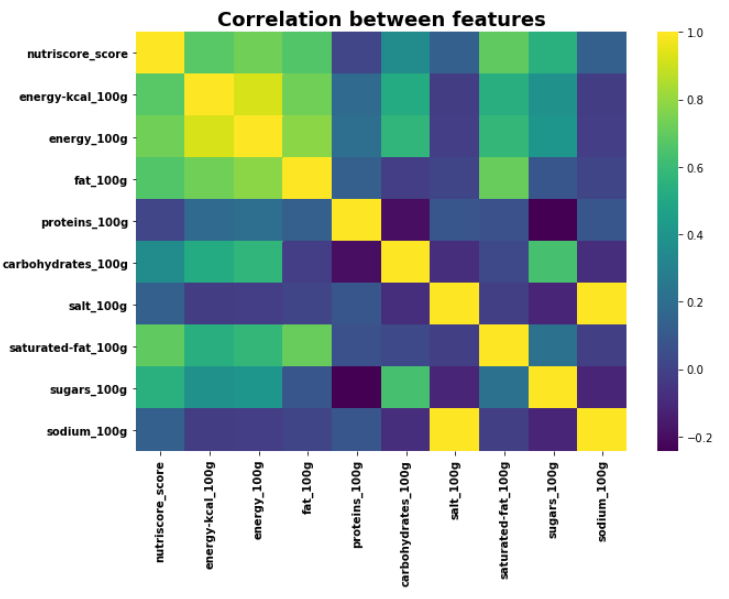 Correlation between features
nutriscore_score
energy-kcal_100g
energy_100g
fat_100g
proteins_100g
carbohydrates_100g
salt_100g
saturated-fat_100g
sugars_100g
sodium_100g
1.0
0.8
0.6
0.4
0.2
0.0
−0.2
nutriscore_score
energy-kcal_100g
energy_100g
fat_100g
proteins_100g
carbohydrates_100g
salt_100g
saturated-fat_100g
sugars_100g
sodium_100g